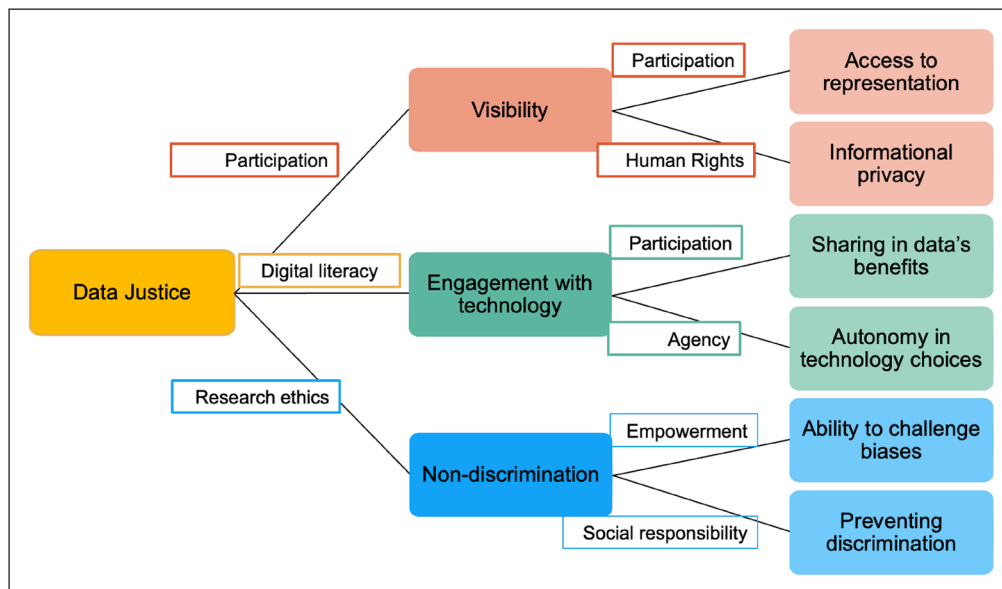 Participation
Access to
representation
Visibility
Participation
Human Rights
Informational
privacy
Participation
Sharing in data's
benefits
Digital literacy
Engagement with
technology
Data Justice
Agency
Autonomy in
technology choices
Research ethics
Empowerment
Ability to challenge
biases
Non-discrimination
Social responsibility
Preventing
discrimination